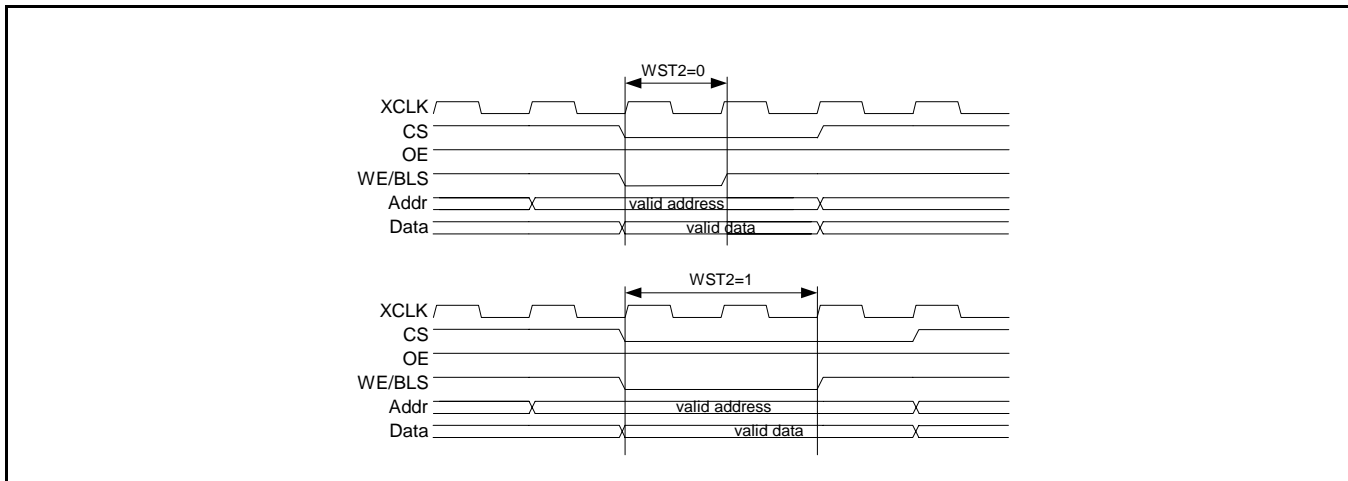 WST2=0
XCLK
CS
OE
WE/BLS
Addr
valid address
Data
valid data
WST2=1
XCLK
CS
OE
WE/BLS
Addr
valid address
Data
valid data